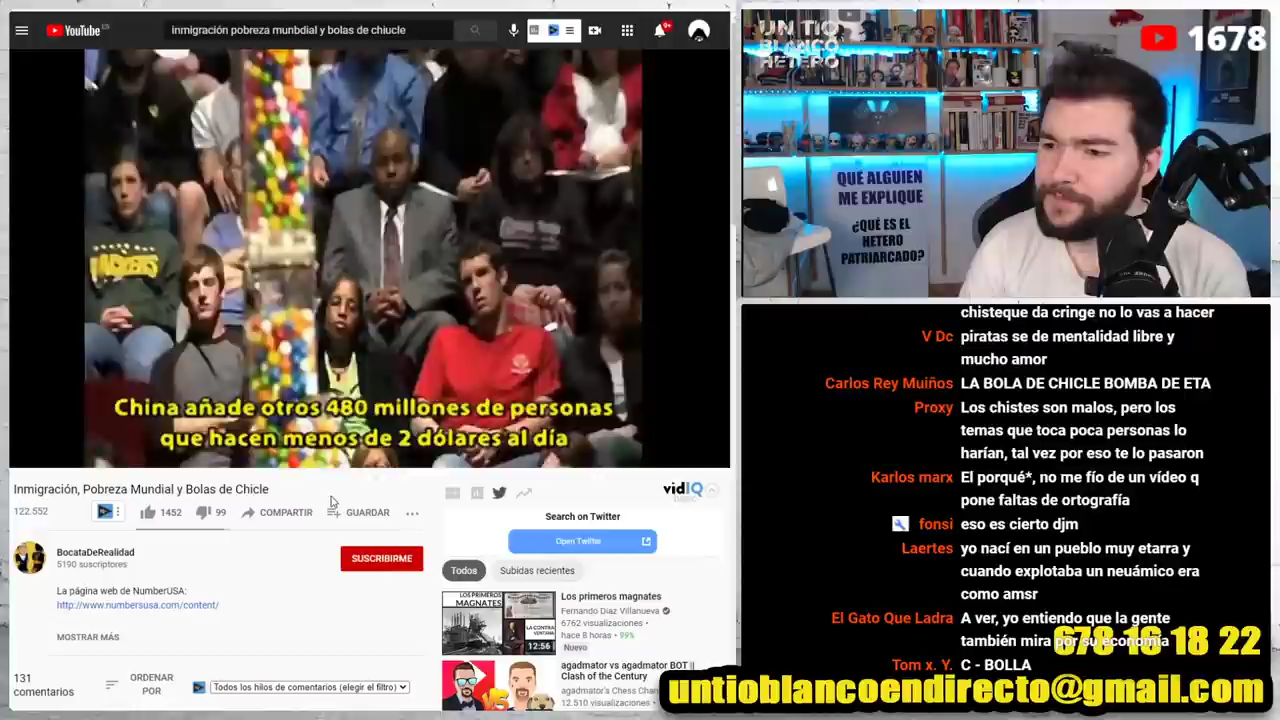 YouTube ES
inmigración pobreza munbdial y bolas de chiucle
9+
China añade otros 480 millones de personas
que hacen menos de 2 dólares al día
Inmigración, Pobreza Mundial y Bolas de Chicle
122.552
1452
99
COMPARTIR
GUARDAR
BocataDeRealidad
5190 suscriptores
SUSCRIBIRME
La página web de NumberUSA:
http://www.numbersusa.com/content/
MOSTRAR MÁS
131
comentarios
ORDENAR
POR
Todos los hilos de comentarios (elegir el filtro)
vidIQ
Search on Twitter
Open Twitter
Todos
Subidas recientes
LOS PRIMEROS
MAGNATES
LA CONTRA
12:56
Los primeros magnates
Fernando Díaz Villanueva
6762 visualizaciones •
hace 8 horas • 99%
Nuevo
agadmator vs agadmator BOT ||
Clash of the Century
agadmator's Chess Chan
12.510 visualizaciones •
VS
UN TIO
BLANCO
HETERO
1678
QUÉ ALGUIEN
ME EXPLIQUE
¿QUÉ ES EL
HETERO
PATRIARCADO?
chisteque da cringe no lo vas a hacer
V Dc piratas se de mentalidad libre y
mucho amor
Carlos Rey Muiños LA BOLA DE CHICLE BOMBA DE ETA
Proxy Los chistes son malos, pero los
temas que toca poca personas lo
harían, tal vez por eso te lo pasaron
Karlos marx El porqué*, no me fío de un vídeo q
pone faltas de ortografía
fonsi eso es cierto djm
Laertes yo nací en un pueblo muy etarra y
cuando explotaba un neuámico era
como amsr
El Gato Que Ladra A ver, yo entiendo que la gente
también mira por su economía
678 16 18 22
Tom x. Y. C - BOLLA
untioblancoendirecto@gmail.com
PACKERS